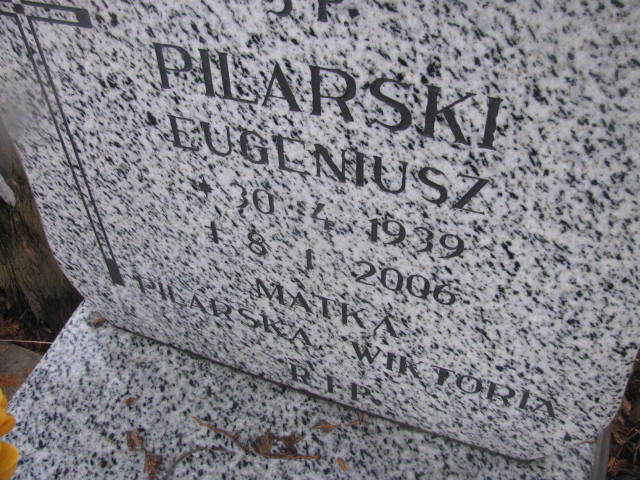 Ś P.
PILARSKI
EUGENIUSZ
* 30 4 1939
† 8 1 2006
MATKA
PILARSKA WIKTORIA
R.I.P.